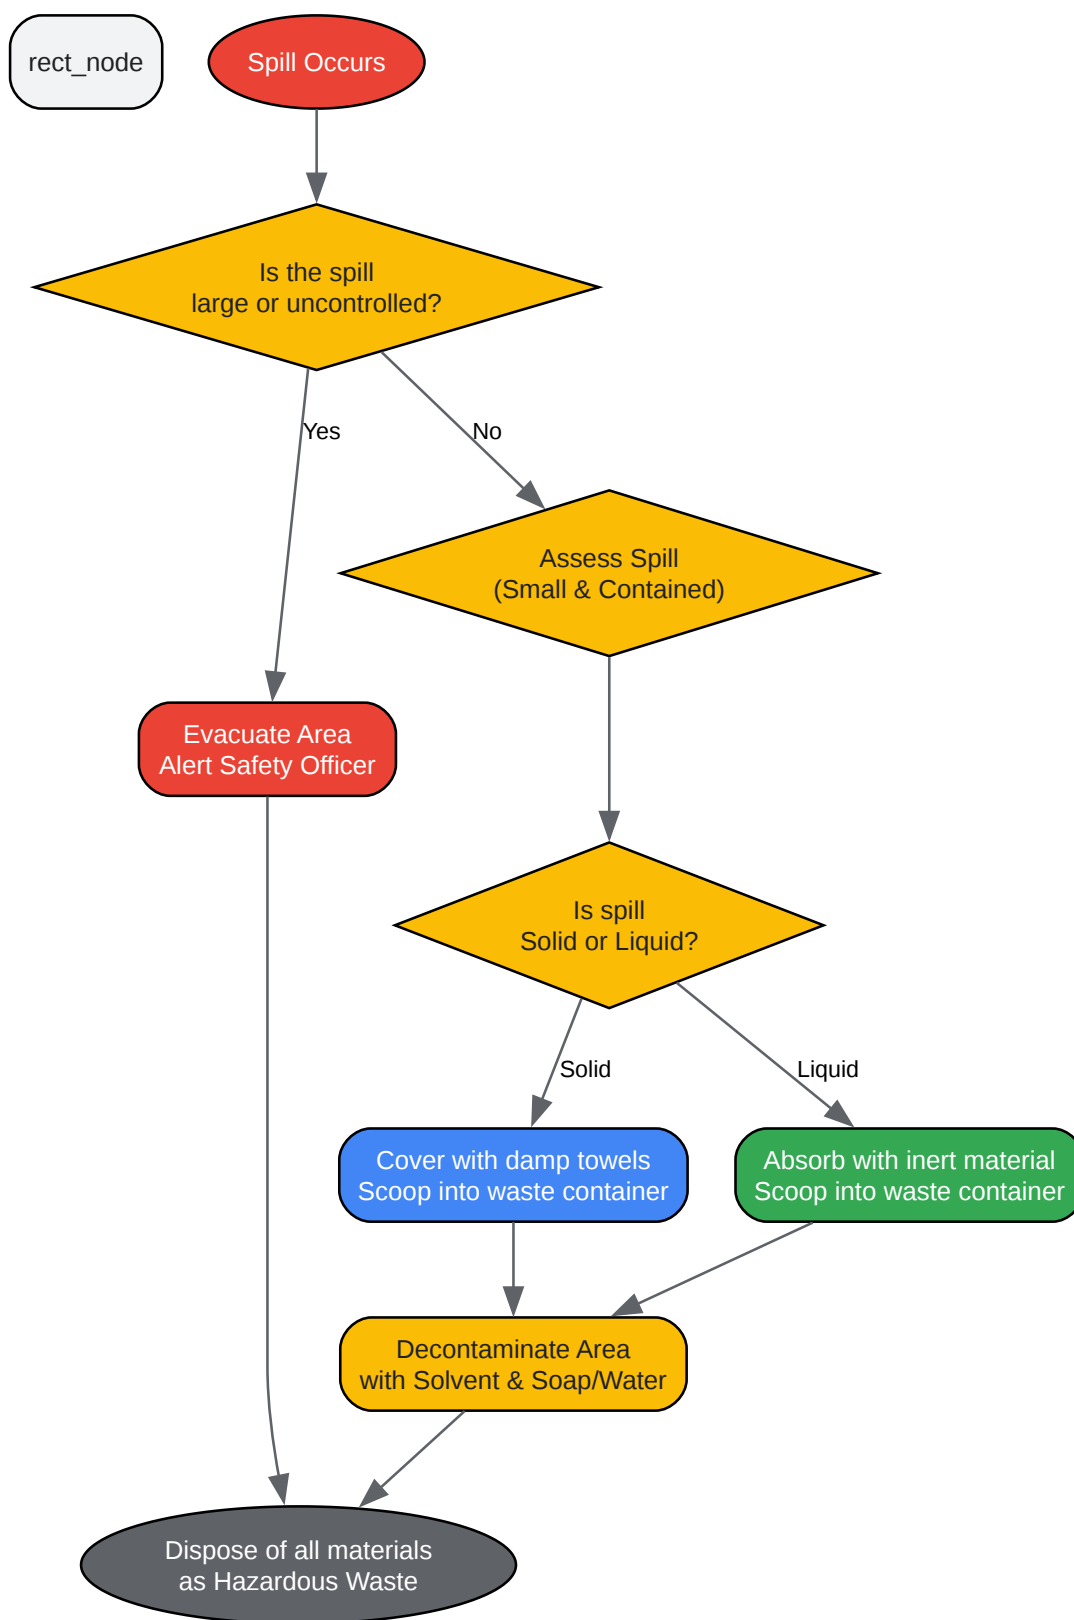 rect_node
Spill Occurs
Is the spill
large or uncontrolled?
Yes
No
Assess Spill
(Small & Contained)
Evacuate Area
Alert Safety Officer
Is spill
Solid or Liquid?
Solid
Liquid
Cover with damp towels
Scoop into waste container
Absorb with inert material
Scoop into waste container
Decontaminate Area
with Solvent & Soap/Water
Dispose of all materials
as Hazardous Waste